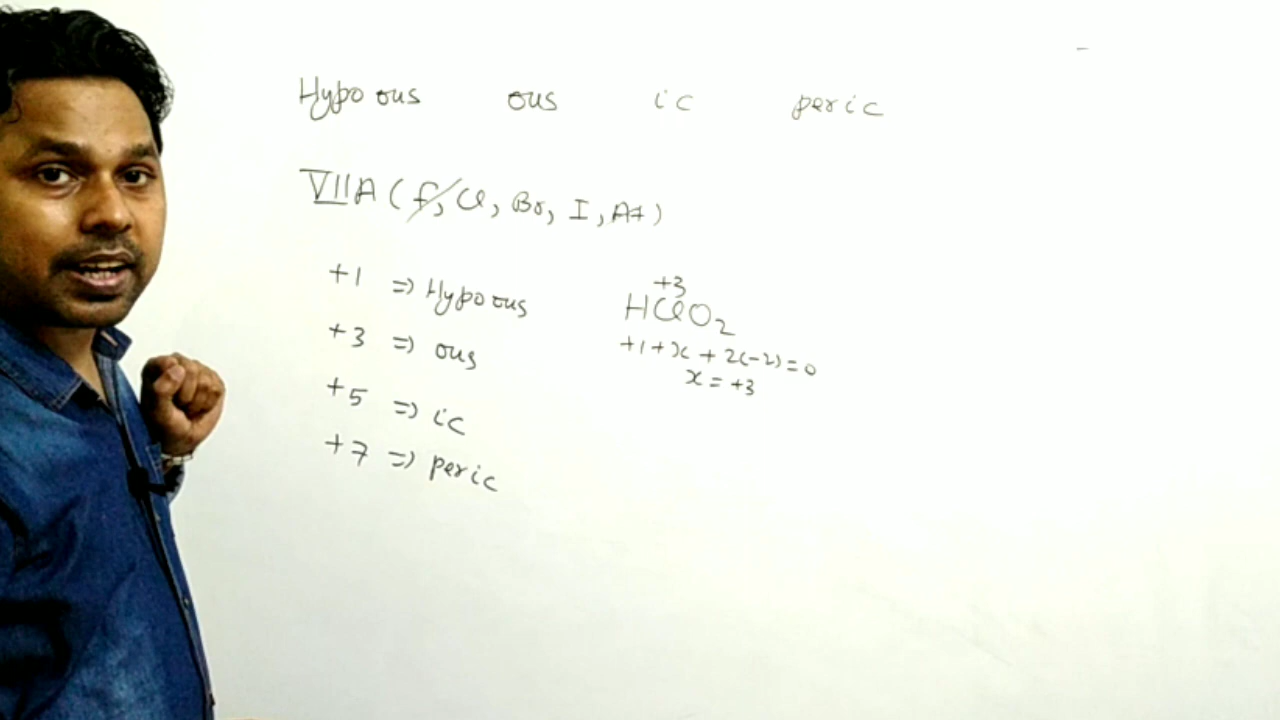 Hypo ous ous ic peric
VIIA (f, Cl, Br, I, At)
+1 => Hypo ous
+3 => ous
+5 => ic
+7 => peric
+3
HClO2
+1+x + 2(-2) = 0
x = +3